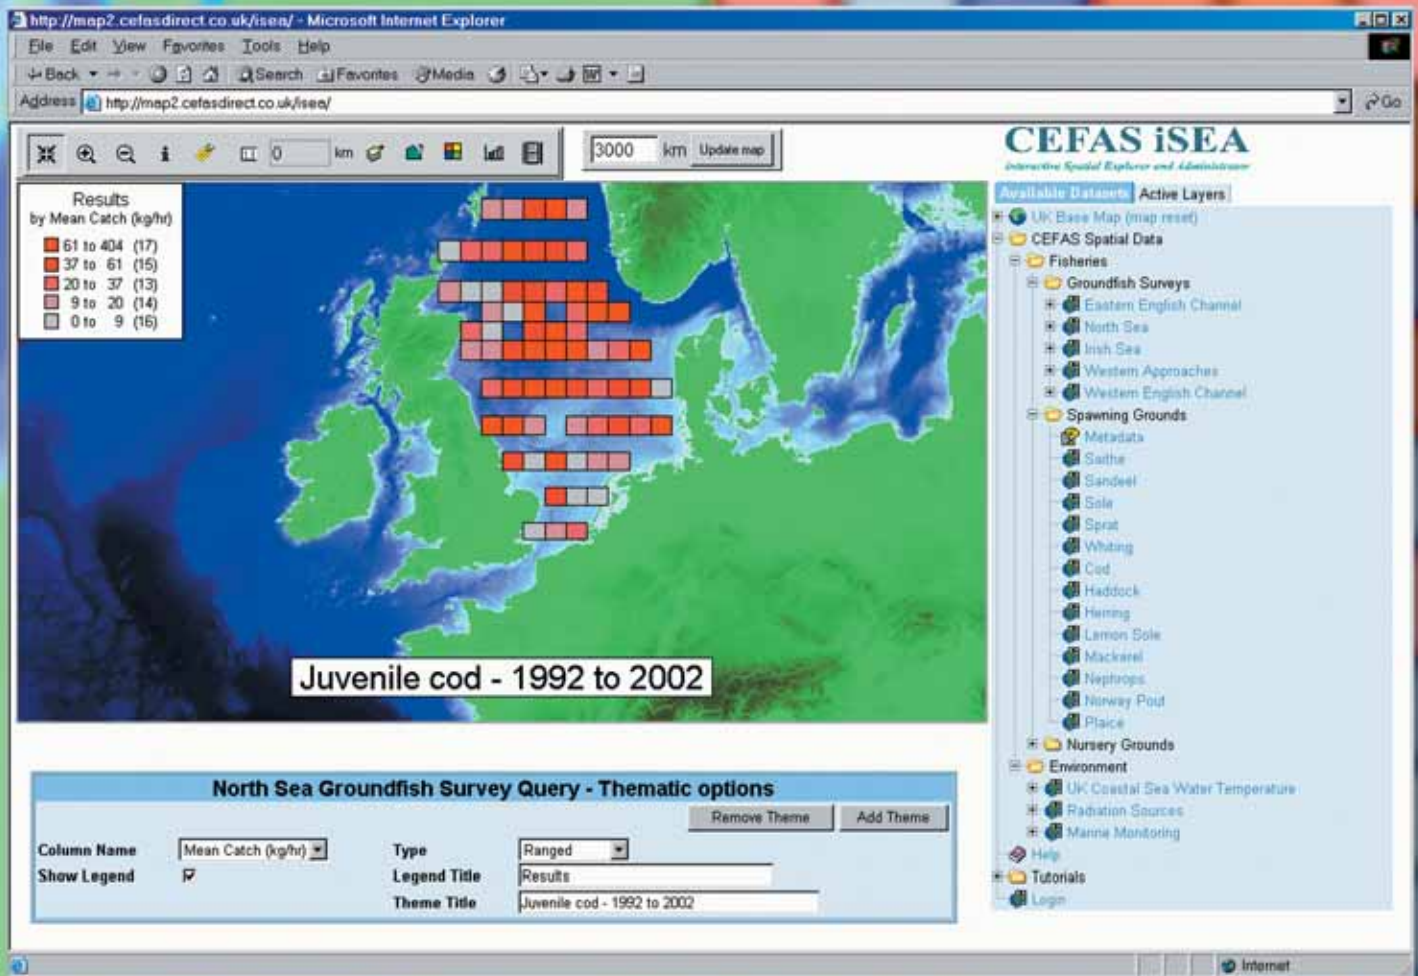 http://map2.cefasdirect.co.uk/isea/ - Microsoft Internet Explorer
File Edit View Favorites Tools Help
Back Search Favorites Media
Address http://map2.cefasdirect.co.uk/isea/ Go
0 km 3000 km Update map
CEFAS iSEA
interactive Spatial Explorer and Administrator
Available Datasets Active Layers
Results
by Mean Catch (kg/hr)
61 to 404 (17)
37 to 61 (15)
20 to 37 (13)
9 to 20 (14)
0 to 9 (16)
Juvenile cod - 1992 to 2002
UK Base Map (map reset)
CEFAS Spatial Data
Fisheries
Groundfish Surveys
Eastern English Channel
North Sea
Irish Sea
Western Approaches
Western English Channel
Spawning Grounds
Metadata
Saithe
Sandeel
Sole
Sprat
Whiting
Cod
Haddock
Herring
Lemon Sole
Mackerel
Nephrops
Norway Pout
Plaice
Nursery Grounds
Environment
UK Coastal Sea Water Temperature
Radiation Sources
Marine Monitoring
Help
Tutorials
Login
North Sea Groundfish Survey Query - Thematic options
Remove Theme Add Theme
Column Name Mean Catch (kg/hr) Type Ranged
Show Legend Legend Title Results
Theme Title Juvenile cod - 1992 to 2002
Internet